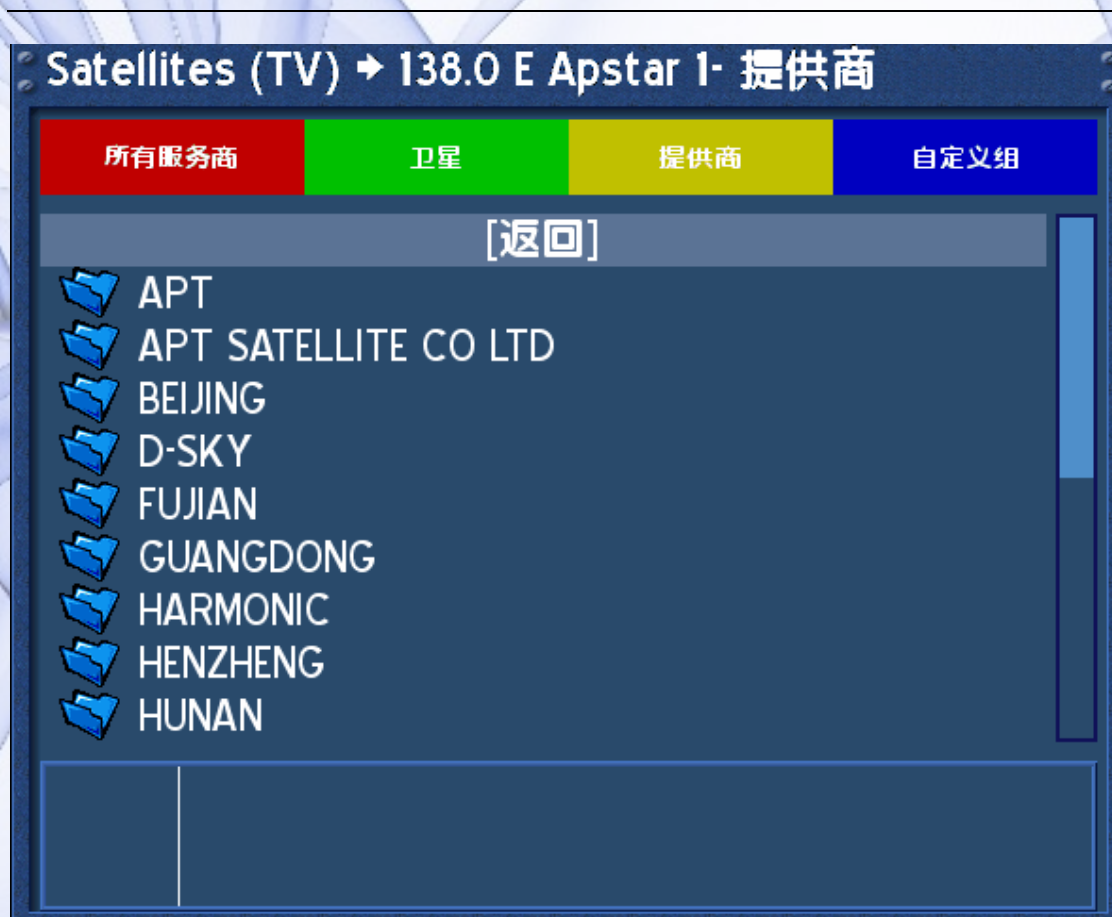 Satellites (TV) → 138.0 E Apstar 1- 提供商
所有服务商 卫星 提供商 自定义组
[返回]
APT
APT SATELLITE CO LTD
BEIJING
D-SKY
FUJIAN
GUANGDONG
HARMONIC
HENZHENG
HUNAN